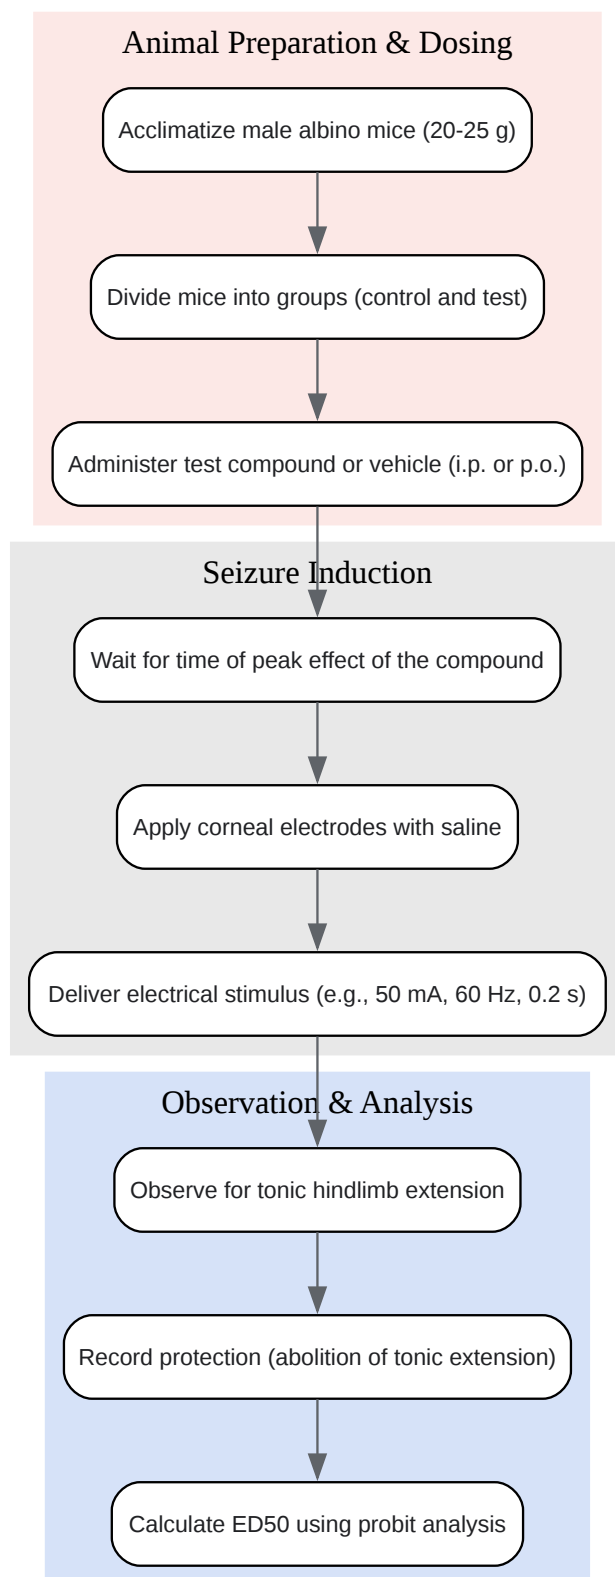 Animal Preparation & Dosing
Acclimatize male albino mice (20-25 g)
Divide mice into groups (control and test)
Administer test compound or vehicle (i.p. or p.o.)
Seizure Induction
Wait for time of peak effect of the compound
Apply corneal electrodes with saline
Deliver electrical stimulus (e.g., 50 mA, 60 Hz, 0.2 s)
Observation & Analysis
Observe for tonic hindlimb extension
Record protection (abolition of tonic extension)
Calculate ED50 using probit analysis